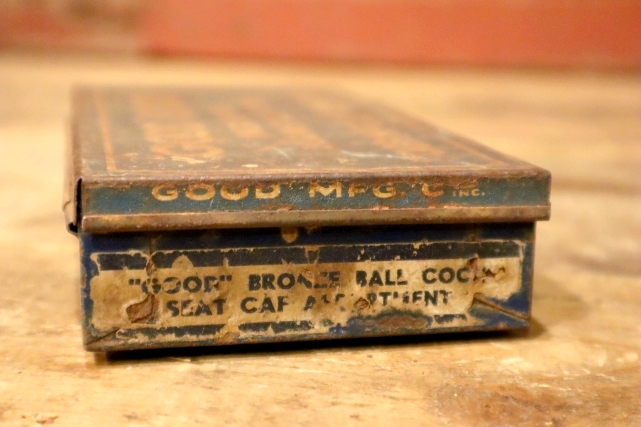 GOOD MFG. Co. INC.
"GOOD" BRONZE BALL COCK
SEAT CAP ASSORTMENT